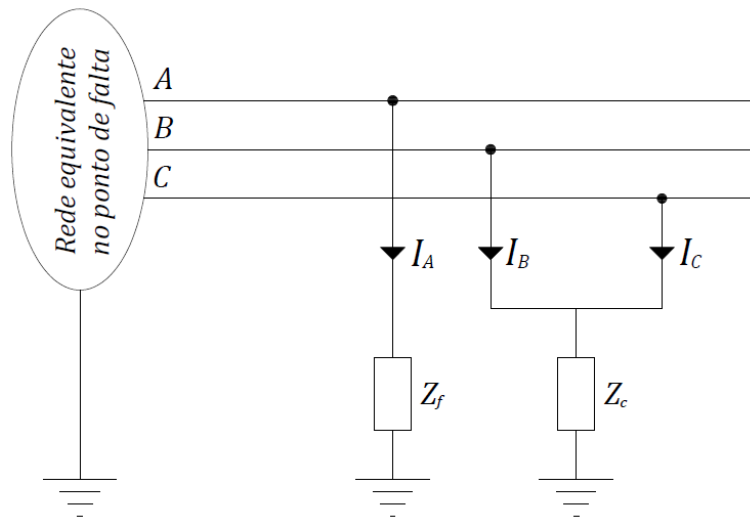 Rede equivalente
no ponto de falta
A
B
C
I_A
I_B
I_C
Z_f
Z_c